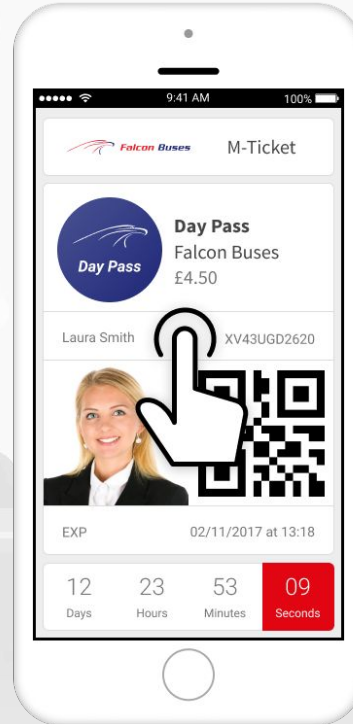 9:41 AM 100%
Falcon Buses M-Ticket
Day Pass
Day Pass
Falcon Buses
£4.50
Laura Smith XV43UGD2620
EXP 02/11/2017 at 13:18
12 23 53 09
Days Hours Minutes Seconds